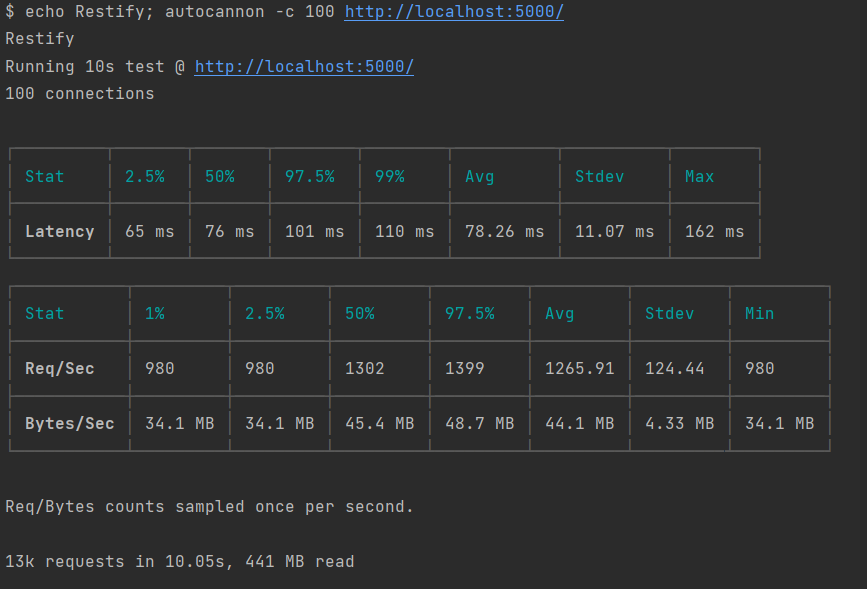 $ echo Restify; autocannon -c 100 http://localhost:5000/
Restify
Running 10s test @ http://localhost:5000/
100 connections
Stat 2.5% 50% 97.5% 99% Avg Stdev Max
Latency 65 ms 76 ms 101 ms 110 ms 78.26 ms 11.07 ms 162 ms
Stat 1% 2.5% 50% 97.5% Avg Stdev Min
Req/Sec 980 980 1302 1399 1265.91 124.44 980
Bytes/Sec 34.1 MB 34.1 MB 45.4 MB 48.7 MB 44.1 MB 4.33 MB 34.1 MB
Req/Bytes counts sampled once per second.
13k requests in 10.05s, 441 MB read